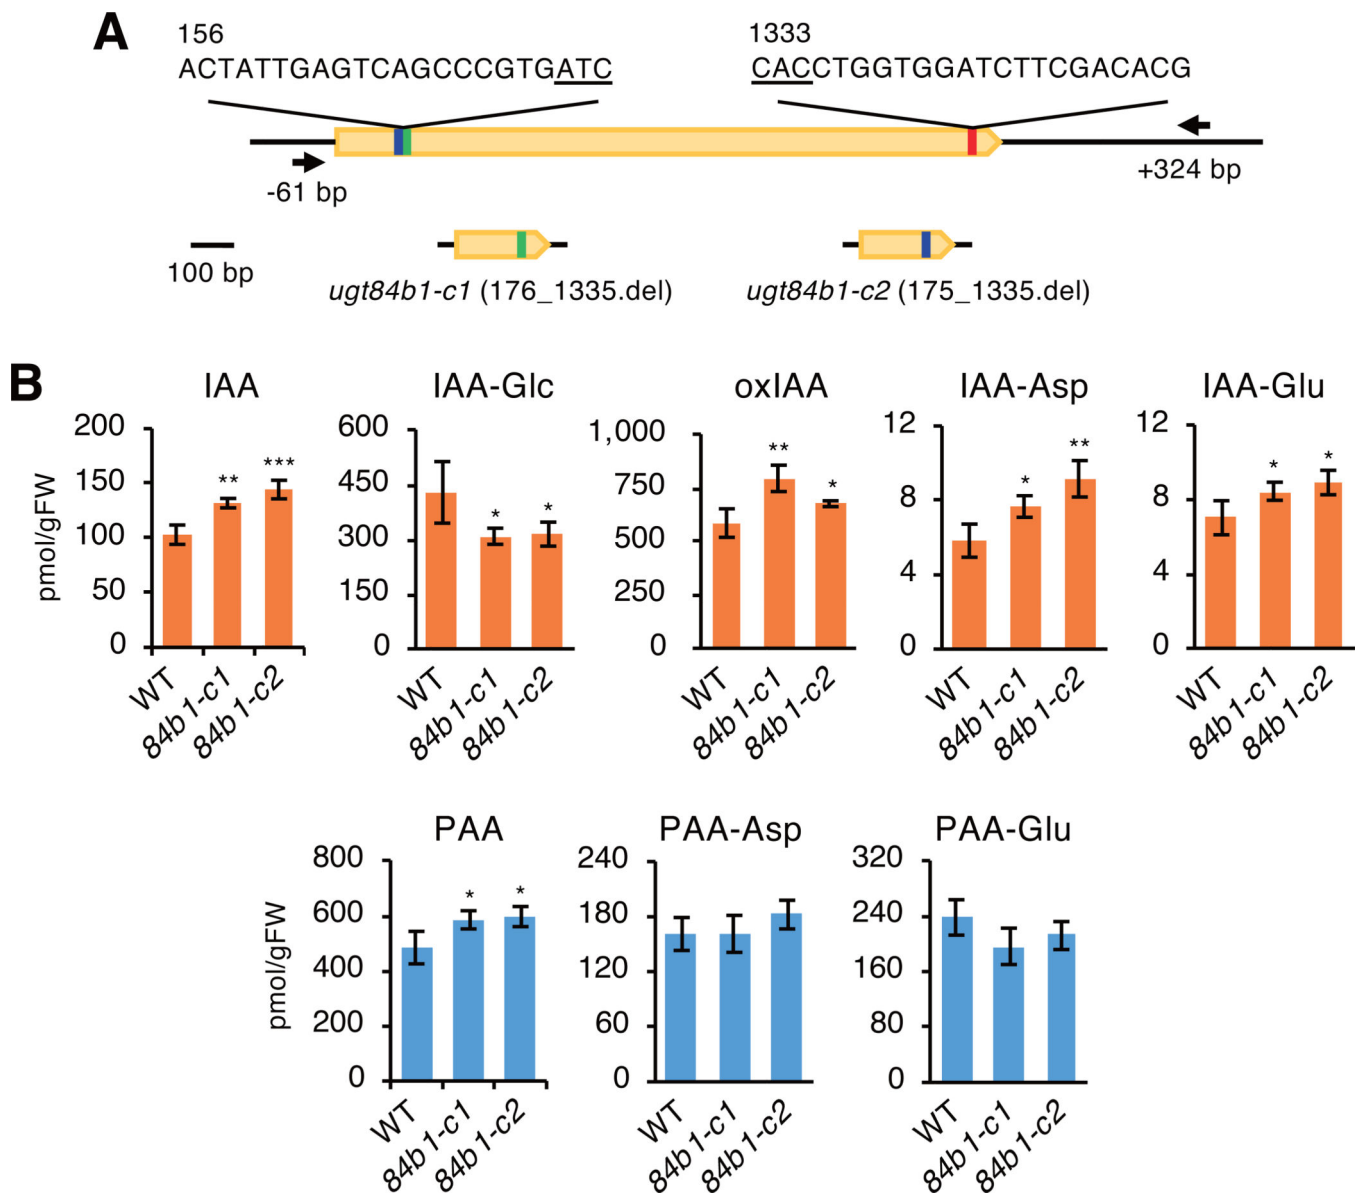 A
156
ACTATTGAGTCAGCCCGTGATC
1333
CACCTGGTGGATCTTCGACACG
-61 bp
+324 bp
100 bp
ugt84b1-c1 (176_1335.del)
ugt84b1-c2 (175_1335.del)
B
IAA
pmol/gFW
200
150
100
50
0
** ***
WT 84b1-c1 84b1-c2
IAA-Glc
600
450
300
150
0
* *
WT 84b1-c1 84b1-c2
oxIAA
1,000
750
500
250
0
** *
WT 84b1-c1 84b1-c2
IAA-Asp
12
8
4
0
* **
WT 84b1-c1 84b1-c2
IAA-Glu
12
8
4
0
* *
WT 84b1-c1 84b1-c2
PAA
pmol/gFW
800
600
400
200
0
* *
WT 84b1-c1 84b1-c2
PAA-Asp
240
180
120
60
0
WT 84b1-c1 84b1-c2
PAA-Glu
320
240
160
80
0
WT 84b1-c1 84b1-c2